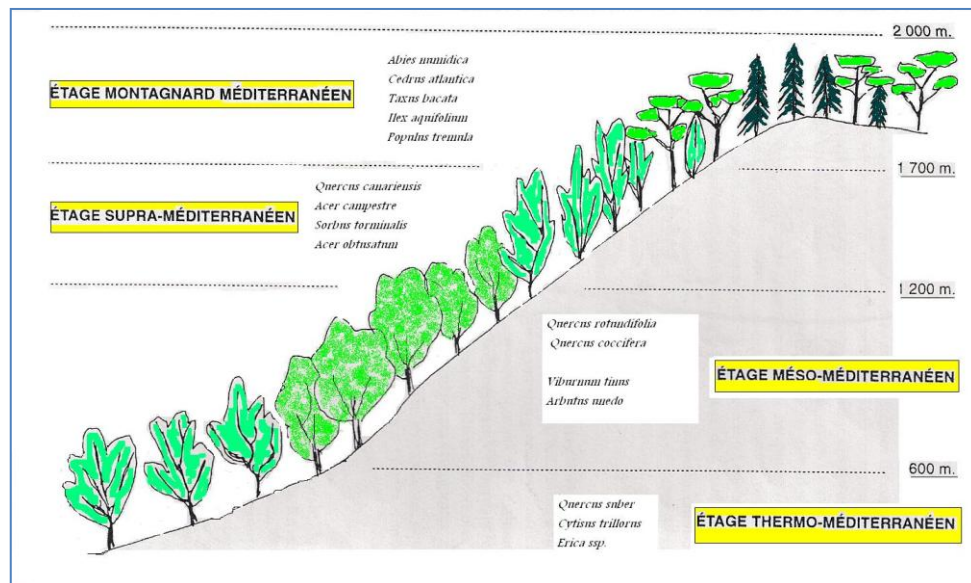 2 000 m.
Abies numidica
Cedrus atlantica
ÉTAGE MONTAGNARD MÉDITERRANÉEN
Taxus bacata
Ilex aquifolium
Populus tremula
1 700 m.
Quercus canariensis
Acer campestre
ÉTAGE SUPRA-MÉDITERRANÉEN
Sorbus torminalis
Acer obtusatum
1 200 m.
Quercus rotundifolia
Quercus coccifera
ÉTAGE MÉSO-MÉDITERRANÉEN
Viburnum tinus
Arbutus unedo
600 m.
Quercus suber
Cytisus triflorus
ÉTAGE THERMO-MÉDITERRANÉEN
Erica ssp.